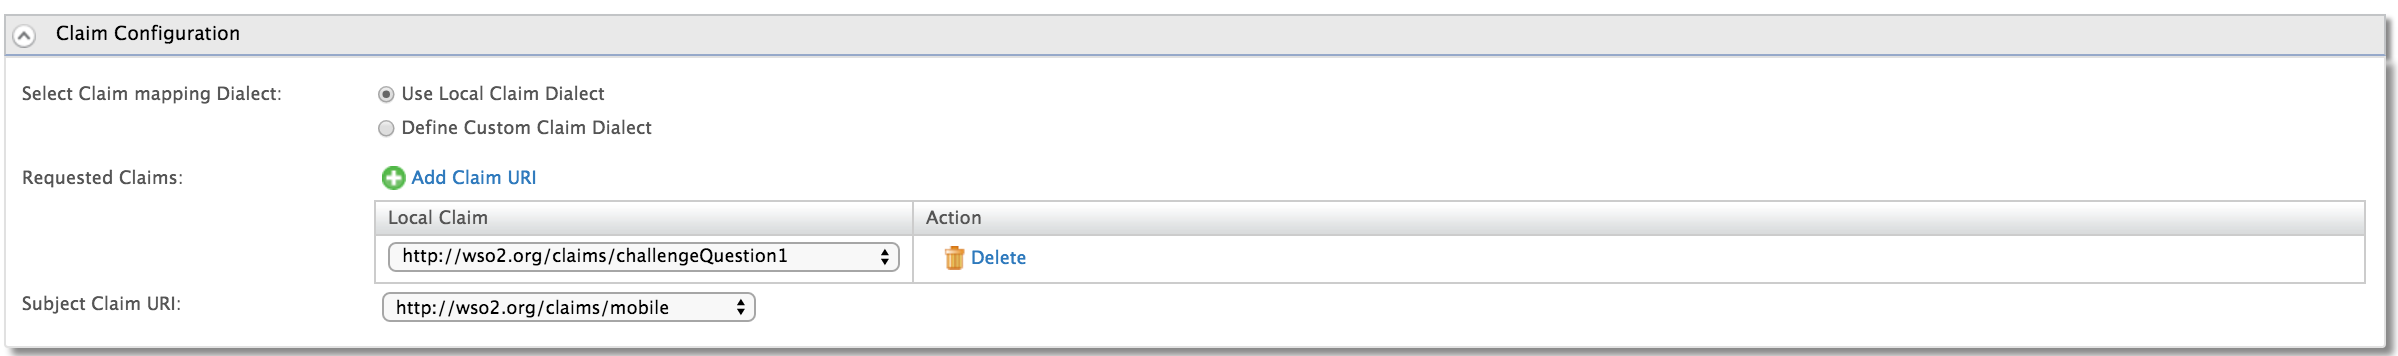 Claim Configuration
Select Claim mapping Dialect:
Use Local Claim Dialect
Define Custom Claim Dialect
Requested Claims:
Add Claim URI
Local Claim
Action
http://wso2.org/claims/challengeQuestion1
Delete
Subject Claim URI:
http://wso2.org/claims/mobile